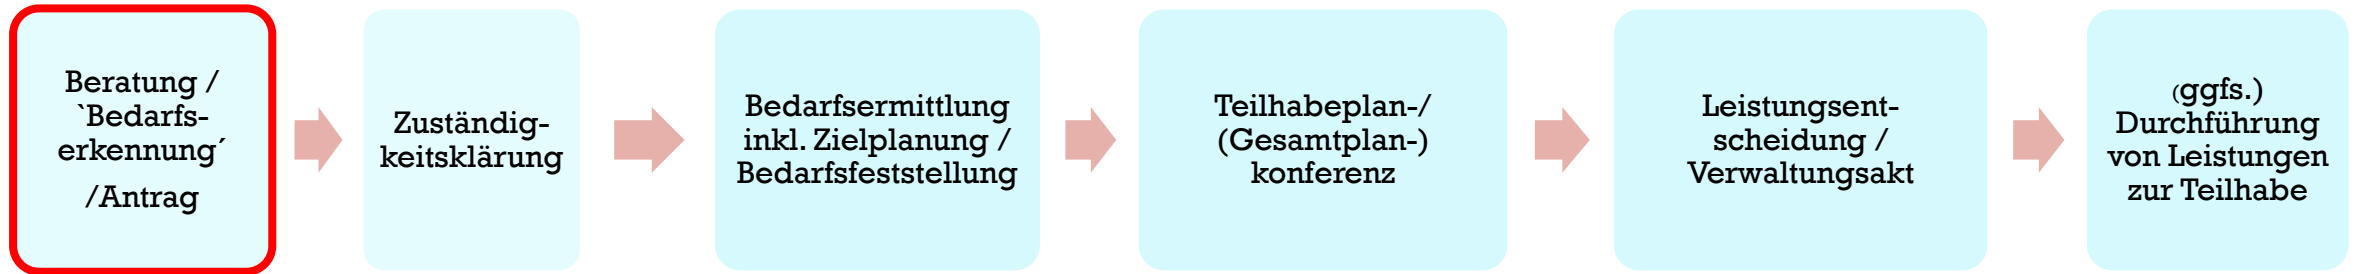 Beratung /
`Bedarfs-
erkennung´
/Antrag
Zuständig-
keitsklärung
Bedarfsermittlung
inkl. Zielplanung /
Bedarfsfeststellung
Teilhabeplan-/
(Gesamtplan-)
konferenz
Leistungsent-
scheidung /
Verwaltungsakt
(ggfs.)
Durchführung
von Leistungen
zur Teilhabe